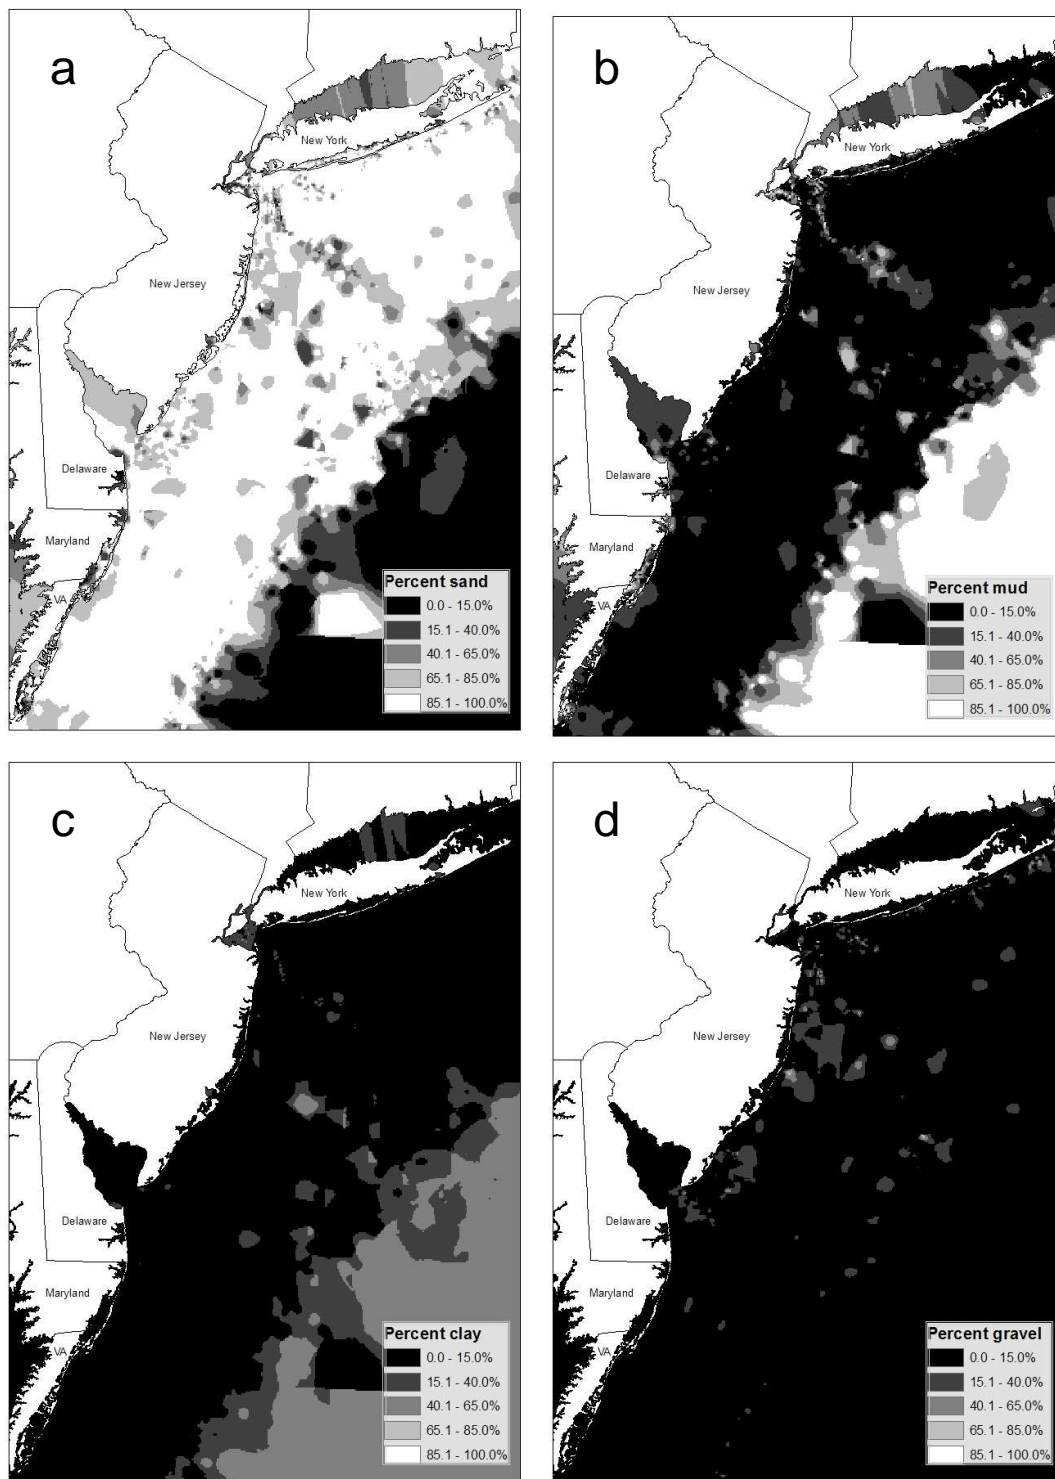 a
New York
New Jersey
Delaware
Maryland
VA
Percent sand
0.0 - 15.0%
15.1 - 40.0%
40.1 - 65.0%
65.1 - 85.0%
85.1 - 100.0%
b
New York
New Jersey
Delaware
Maryland
VA
Percent mud
0.0 - 15.0%
15.1 - 40.0%
40.1 - 65.0%
65.1 - 85.0%
85.1 - 100.0%
c
New York
New Jersey
Delaware
Maryland
VA
Percent clay
0.0 - 15.0%
15.1 - 40.0%
40.1 - 65.0%
65.1 - 85.0%
85.1 - 100.0%
d
New York
New Jersey
Delaware
Maryland
VA
Percent gravel
0.0 - 15.0%
15.1 - 40.0%
40.1 - 65.0%
65.1 - 85.0%
85.1 - 100.0%